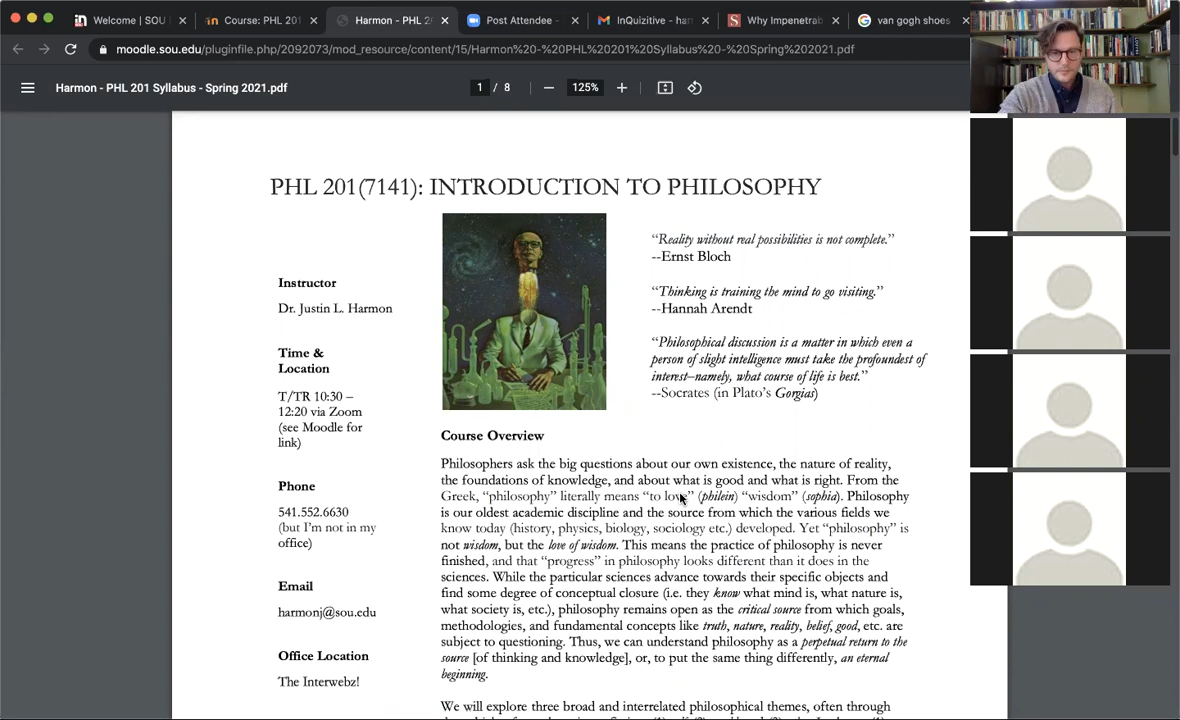 Welcome | SOU
Course: PHL 201
Harmon - PHL 2
Post Attendee -
InQuizitive - har
Why Impenetrab
van gogh shoes
moodle.sou.edu/pluginfile.php/2092073/mod_resource/content/15/Harmon%20-%20PHL%20201%20Syllabus%20-%20Spring%202021.pdf
Harmon - PHL 201 Syllabus - Spring 2021.pdf
1 / 8
125%
PHL 201(7141): INTRODUCTION TO PHILOSOPHY
Instructor
Dr. Justin L. Harmon
Time &
Location
T/TR 10:30 –
12:20 via Zoom
(see Moodle for
link)
Phone
541.552.6630
(but I’m not in my
office)
Email
harmonj@sou.edu
Office Location
The Interwebz!
“Reality without real possibilities is not complete.”
--Ernst Bloch
“Thinking is training the mind to go visiting.”
--Hannah Arendt
“Philosophical discussion is a matter in which even a
person of slight intelligence must take the profoundest of
interest–namely, what course of life is best.”
--Socrates (in Plato’s Gorgias)
Course Overview
Philosophers ask the big questions about our own existence, the nature of reality,
the foundations of knowledge, and about what is good and what is right. From the
Greek, “philosophy” literally means “to love” (philein) “wisdom” (sophia). Philosophy
is our oldest academic discipline and the source from which the various fields we
know today (history, physics, biology, sociology etc.) developed. Yet “philosophy” is
not wisdom, but the love of wisdom. This means the practice of philosophy is never
finished, and that “progress” in philosophy looks different than it does in the
sciences. While the particular sciences advance towards their specific objects and
find some degree of conceptual closure (i.e. they know what mind is, what nature is,
what society is, etc.), philosophy remains open as the critical source from which goals,
methodologies, and fundamental concepts like truth, nature, reality, belief, good, etc. are
subject to questioning. Thus, we can understand philosophy as a perpetual return to the
source [of thinking and knowledge], or, to put the same thing differently, an eternal
beginning.
We will explore three broad and interrelated philosophical themes, often through